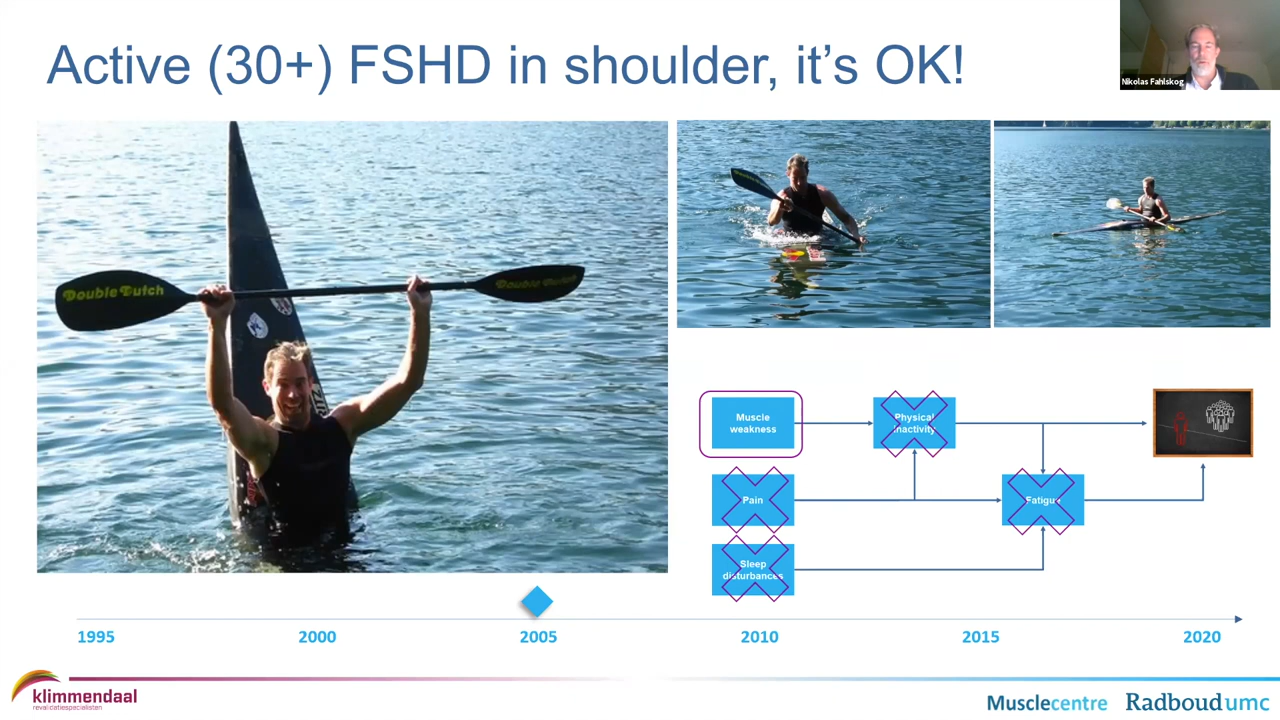 Active (30+) FSHD in shoulder, it's OK!
Nikolas Fahlskog
Double Dutch
Double Dutch
Muscle
weakness
Physical
inactivity
Pain
Fatigue
Sleep
disturbances
1995
2000
2005
2010
2015
2020
klimmendaal
revalidatiespecialisten
Musclecentre
Radboudumc